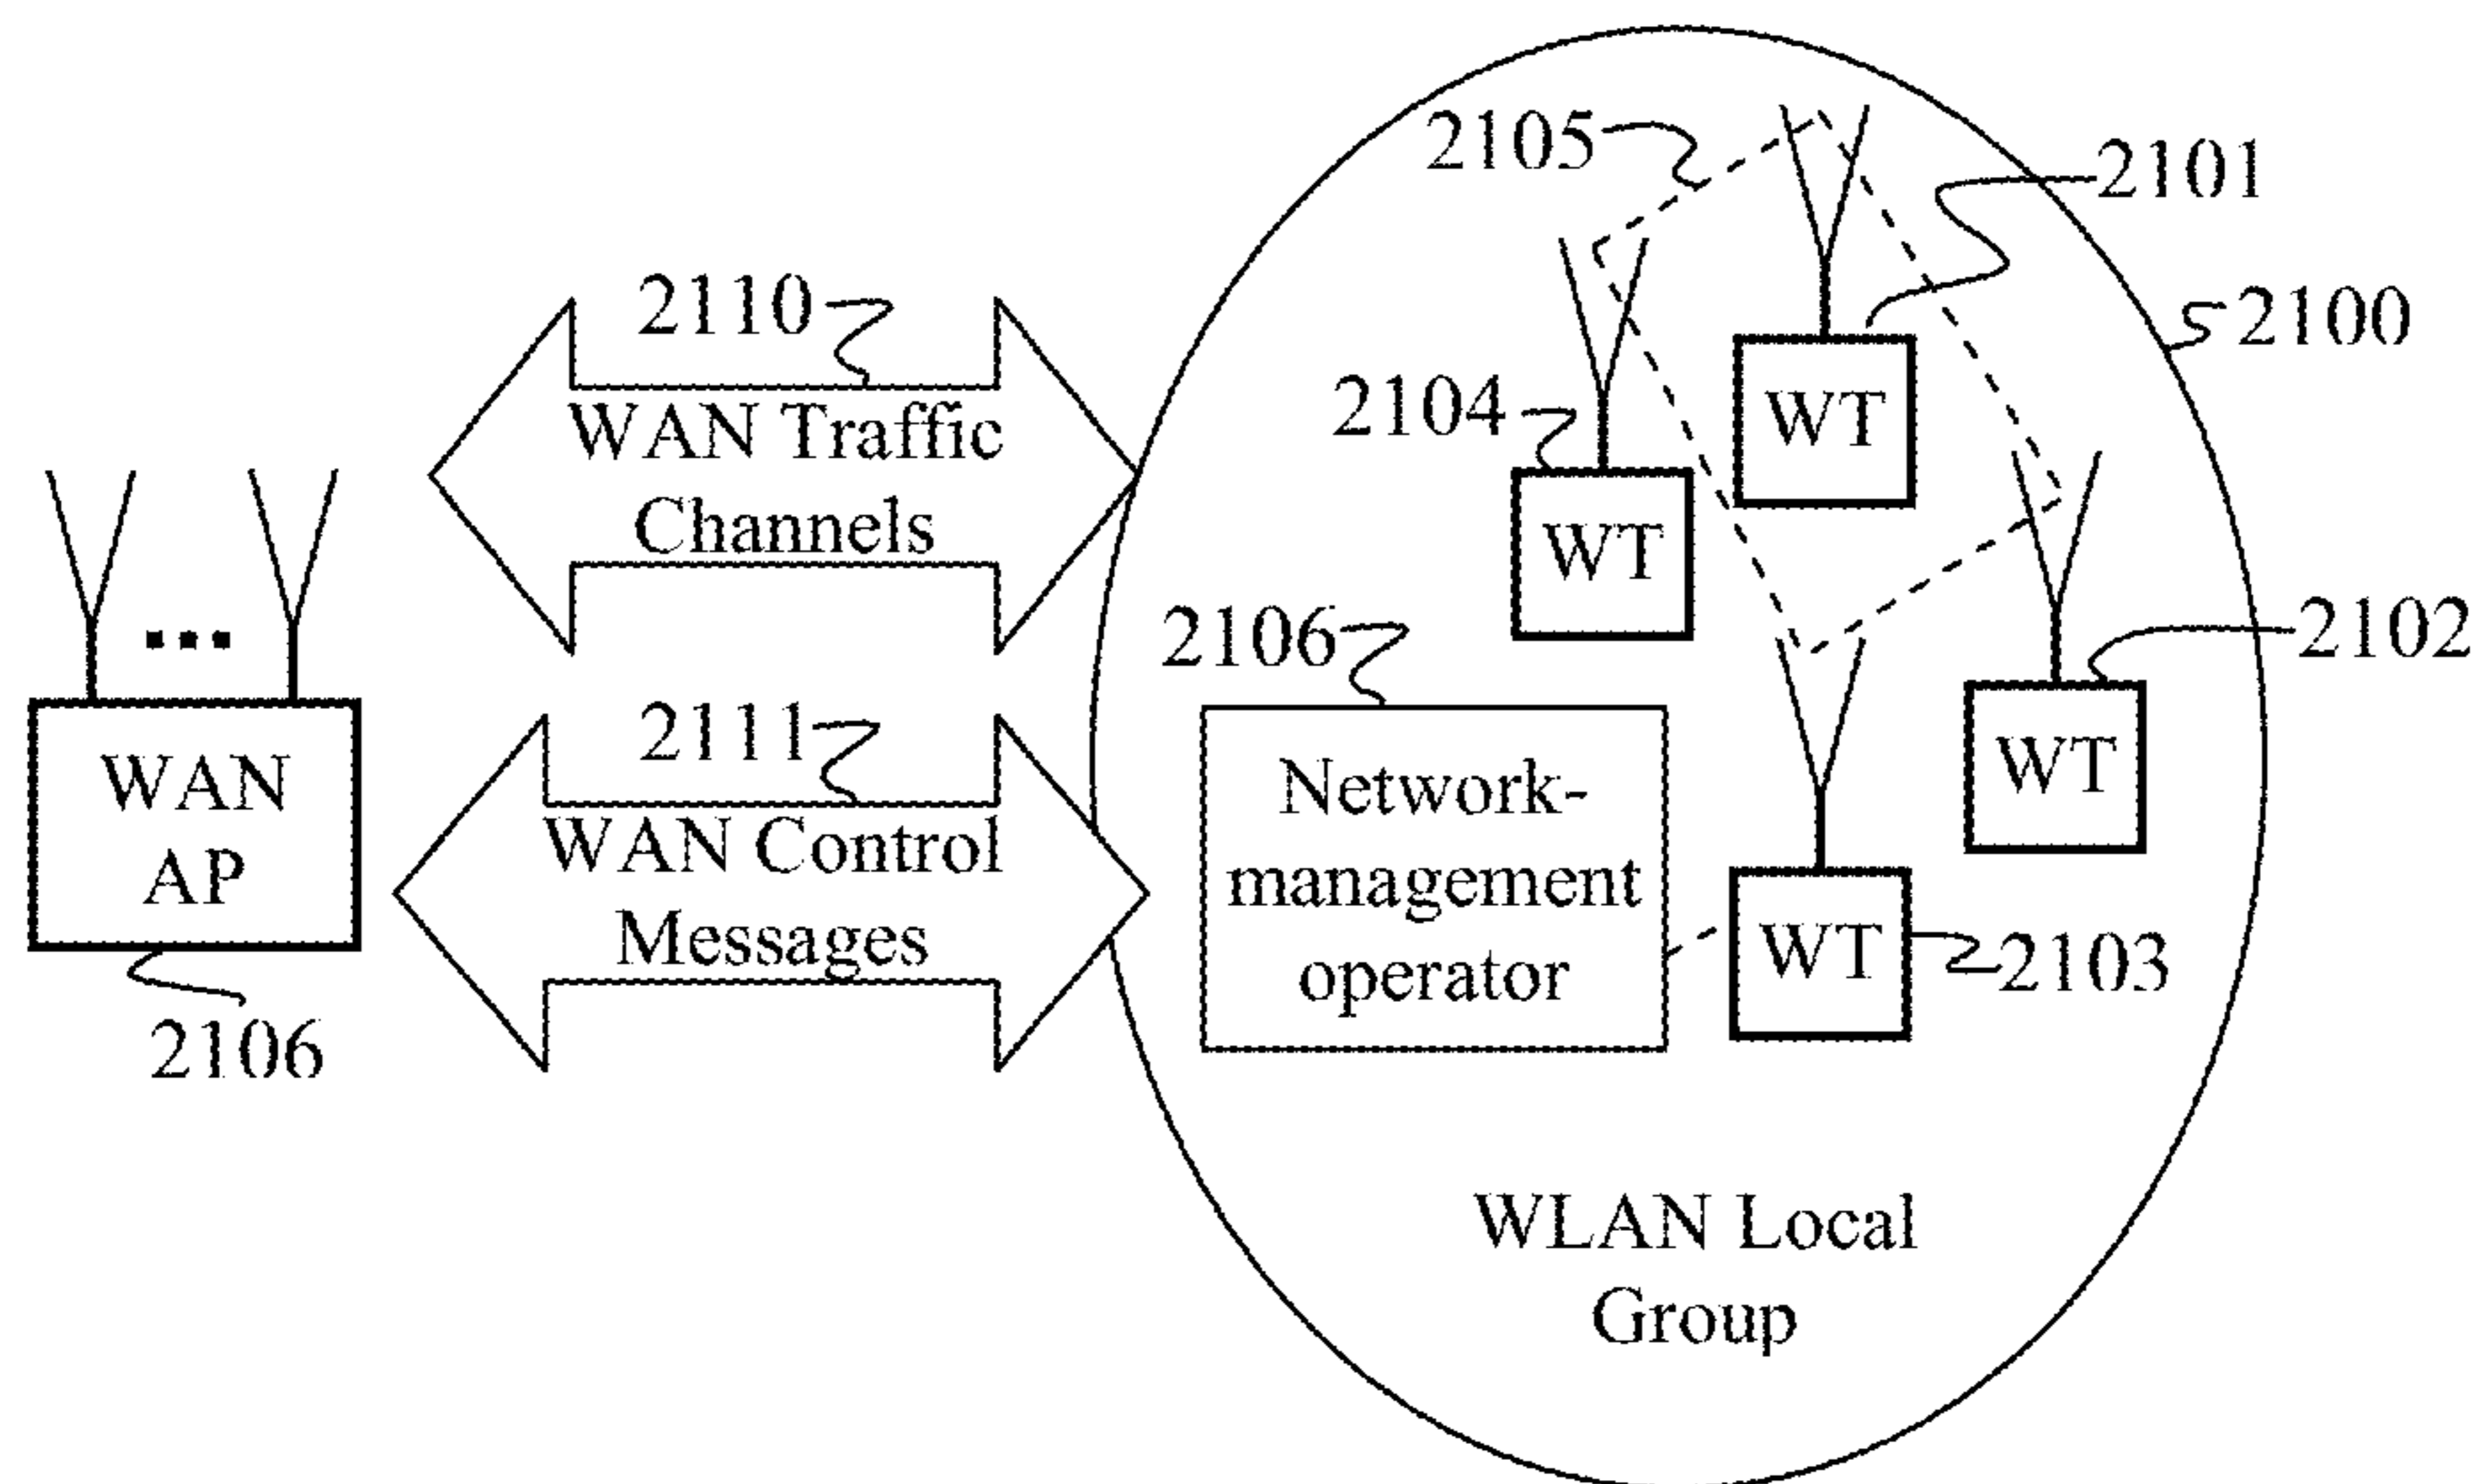 2105
2101
2110
2100
WAN Traffic
Channels
2104
WT
WT
2106
2102
2111
WAN
AP
WAN Control
Messages
Network-
management
operator
WT
WT
2103
2106
WLAN Local
Group